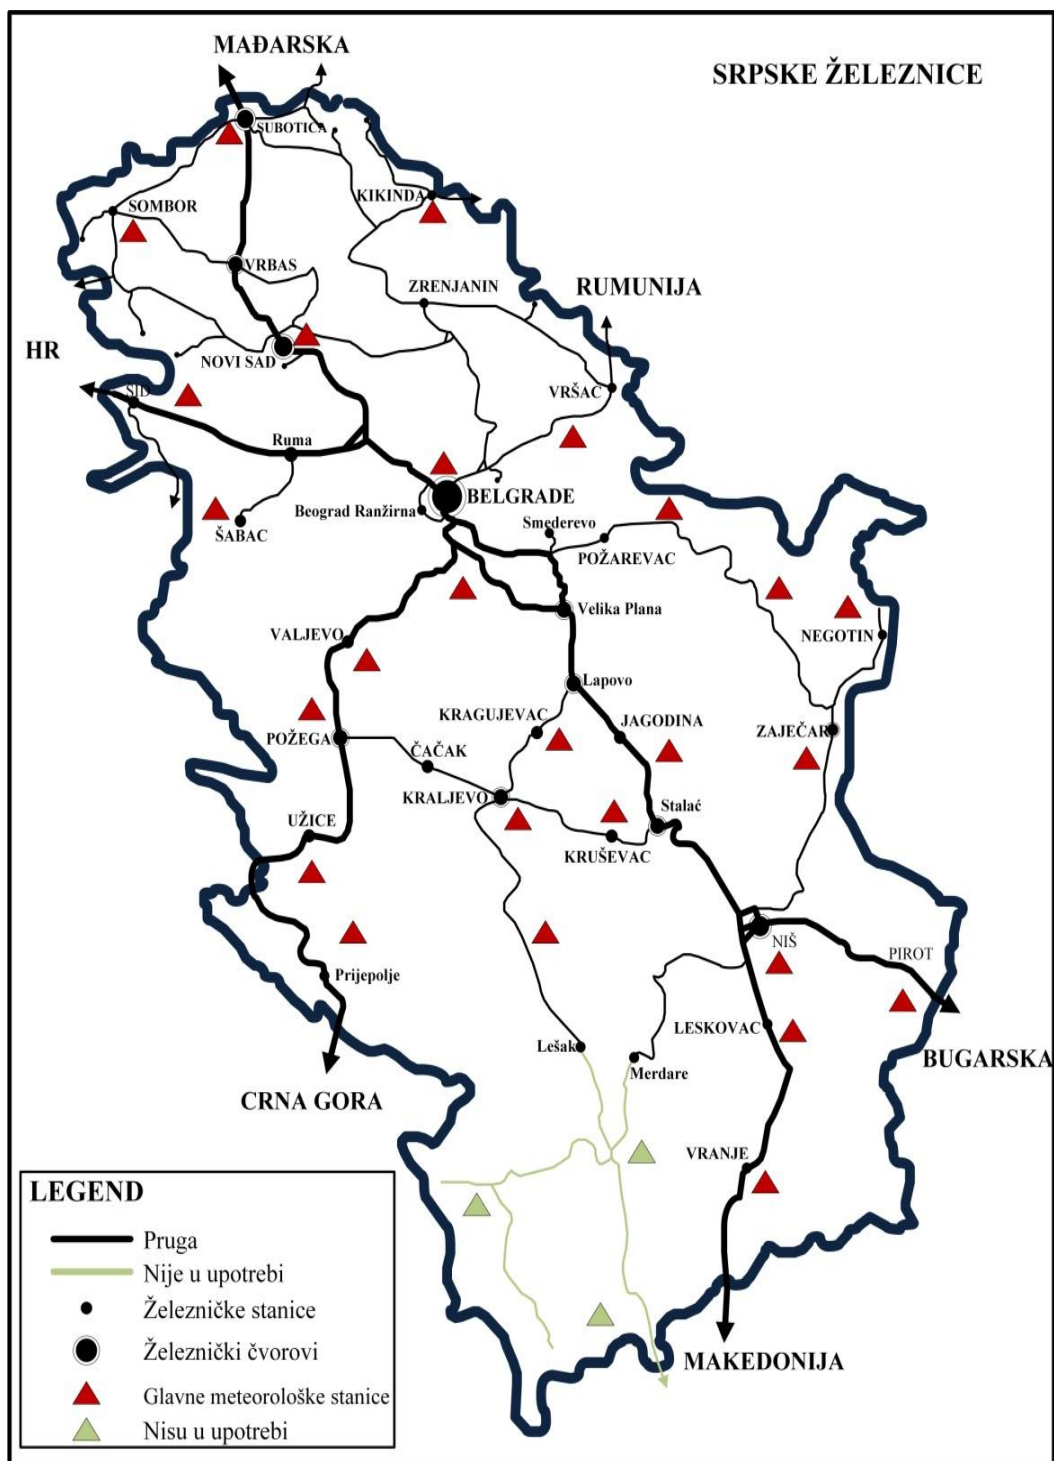 MAĐARSKA
SRPSKE ŽELEZNICE
SUBOTICA
KIKINDA
SOMBOR
VRBAS
ZRENJANIN
RUMUNIJA
HR
NOVI SAD
ŠID
VRŠAC
Ruma
BELGRADE
Beograd Ranžirna
Smederevo
ŠABAC
POŽAREVAC
Velika Plana
NEGOTIN
VALJEVO
Lapovo
KRAGUJEVAC
JAGODINA
ZAJEČAR
POŽEGA
ČAČAK
KRALJEVO
Stalać
UŽICE
KRUŠEVAC
NIŠ
PIROT
Prijepolje
LESKOVAC
Lešak
Merdare
BUGARSKA
CRNA GORA
VRANJE
MAKEDONIJA
LEGEND
Pruga
Nije u upotrebi
Železničke stanice
Železnički čvorovi
Glavne meteorološke stanice
Nisu u upotrebi